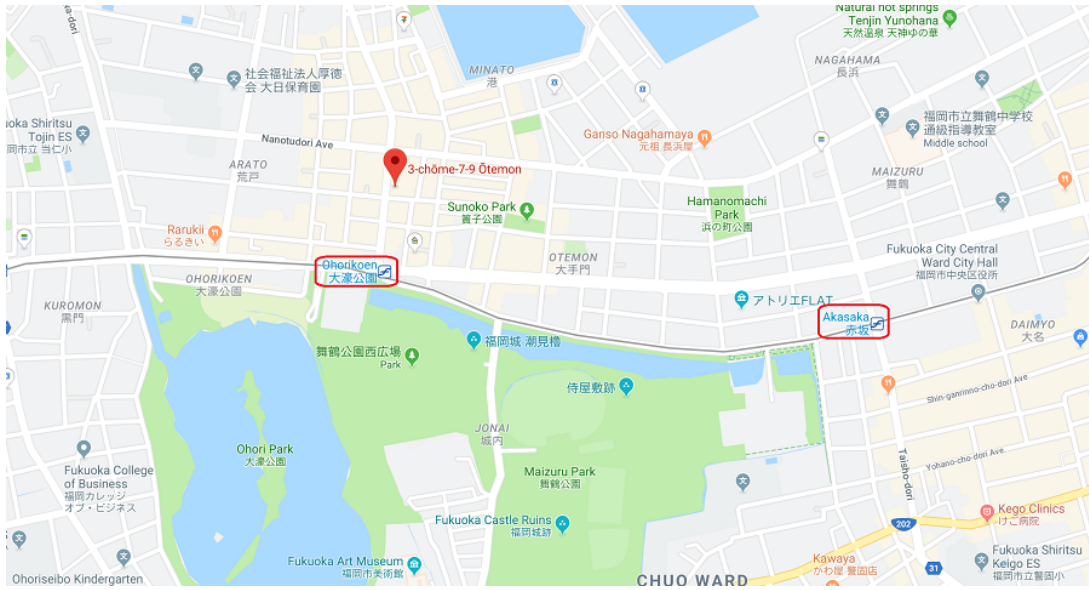 Natural hot springs
Tenjin Yunohana
天然温泉 天神ゆの華
wa-dori
社会福祉法人厚徳
会 大日保育園
MINATO
港
NAGAHAMA
長浜
uoka Shiritsu
Tojin ES
岡市立 当仁小
Nanotudori Ave
Ganso Nagahamaya
元祖 長浜屋
福岡市立舞鶴中学校
通級指導教室
Middle school
ARATO
荒戸
3-chōme-7-9 Ōtemon
MAIZURU
舞鶴
Sunoko Park
簀子公園
Hamanomachi
Park
浜の町公園
Rarukii
らるきい
OTEMON
大手門
Fukuoka City Central
Ward City Hall
福岡市中央区役所
Ohorikoen
大濠公園
OHORIKOEN
大濠公園
アトリエFLAT
KUROMON
黒門
Akasaka
赤坂
DAIMYO
大名
福岡城 潮見櫓
舞鶴公園西広場
Park
侍屋敷跡
Shin-ganrinno-cho-dori Ave
JONAI
城内
Ohori Park
大濠公園
Taisho-dori
Yohano-cho-dori Ave
Fukuoka College
of Business
福岡カレッジ
オブ・ビジネス
Maizuru Park
舞鶴公園
Kego Clinics
けご病院
Fukuoka Castle Ruins
福岡城跡
202
Fukuoka Art Museum
福岡市美術館
Kawaya
かわ屋 警固店
31
Fukuoka Shiritsu
Keigo ES
福岡市立警固小
Ohoriseibo Kindergarten
CHUO WARD